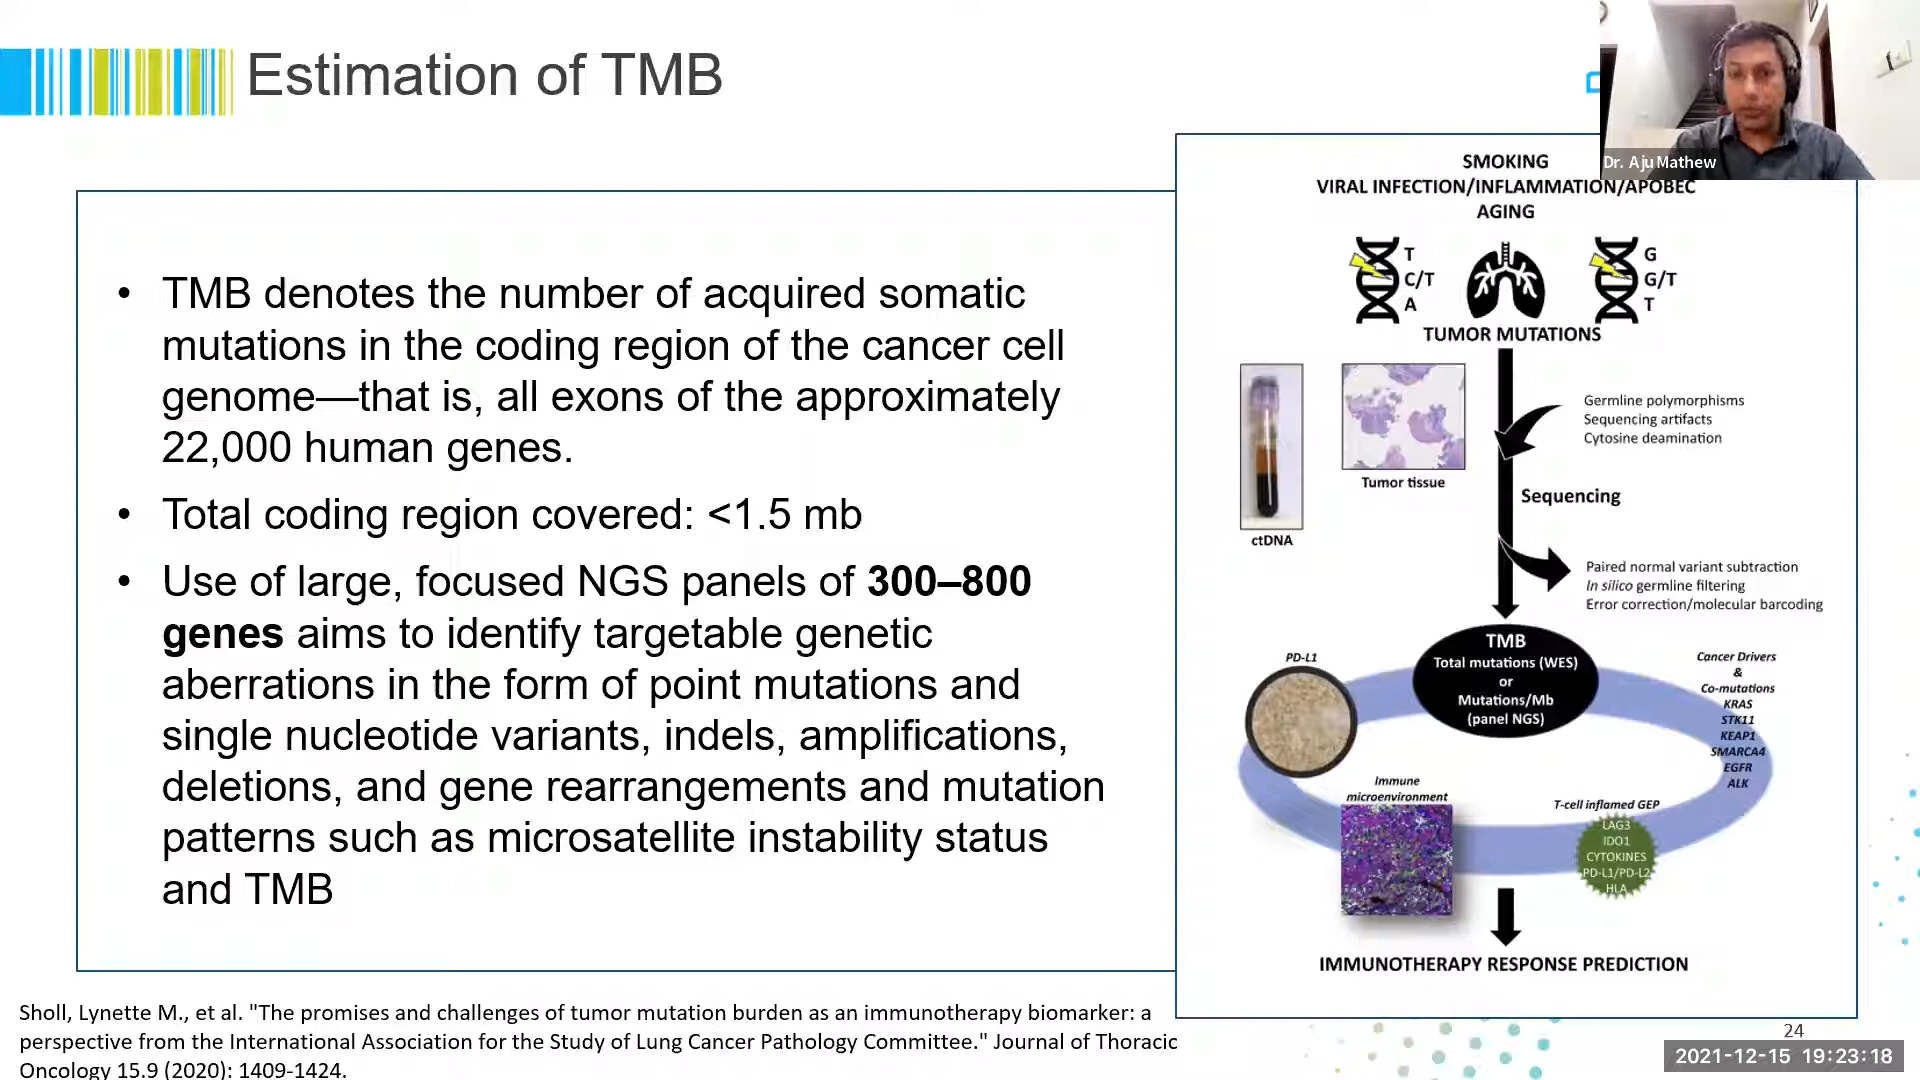 Estimation of TMB
Dr. Aju Mathew
• TMB denotes the number of acquired somatic
mutations in the coding region of the cancer cell
genome—that is, all exons of the approximately
22,000 human genes.
• Total coding region covered: <1.5 mb
• Use of large, focused NGS panels of 300–800
genes aims to identify targetable genetic
aberrations in the form of point mutations and
single nucleotide variants, indels, amplifications,
deletions, and gene rearrangements and mutation
patterns such as microsatellite instability status
and TMB
SMOKING
VIRAL INFECTION/INFLAMMATION/APOBEC
AGING
T
C/T
A
G
G/T
T
TUMOR MUTATIONS
Germline polymorphisms
Sequencing artifacts
Cytosine deamination
Tumor tissue
Sequencing
ctDNA
Paired normal variant subtraction
In silico germline filtering
Error correction/molecular barcoding
TMB
Total mutations (WES)
or
Mutations/Mb
(panel NGS)
PD-L1
Cancer Drivers
&
Co-mutations
KRAS
STK11
KEAP1
SMARCA4
EGFR
ALK
Immune
microenvironment
T-cell inflamed GEP
LAG3
IDO1
CYTOKINES
PD-L1/PD-L2
HLA
IMMUNOTHERAPY RESPONSE PREDICTION
Sholl, Lynette M., et al. "The promises and challenges of tumor mutation burden as an immunotherapy biomarker: a
perspective from the International Association for the Study of Lung Cancer Pathology Committee." Journal of Thoracic
Oncology 15.9 (2020): 1409-1424.
24
2021-12-15 19:23:18